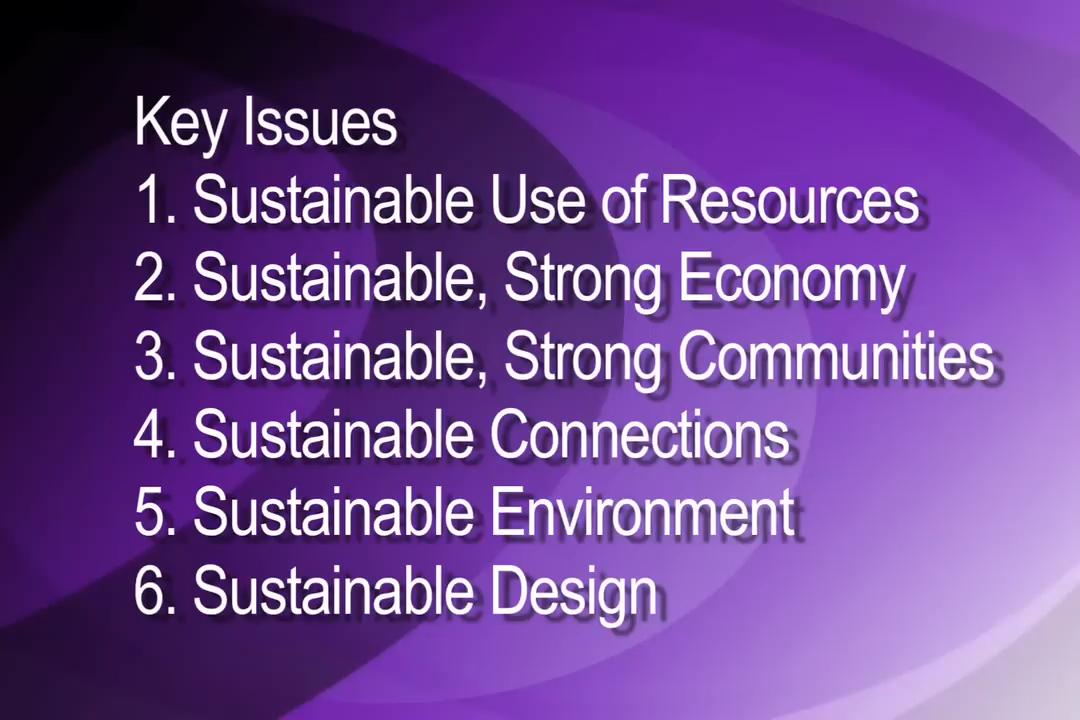 Key Issues
1. Sustainable Use of Resources
2. Sustainable, Strong Economy
3. Sustainable, Strong Communities
4. Sustainable Connections
5. Sustainable Environment
6. Sustainable Design